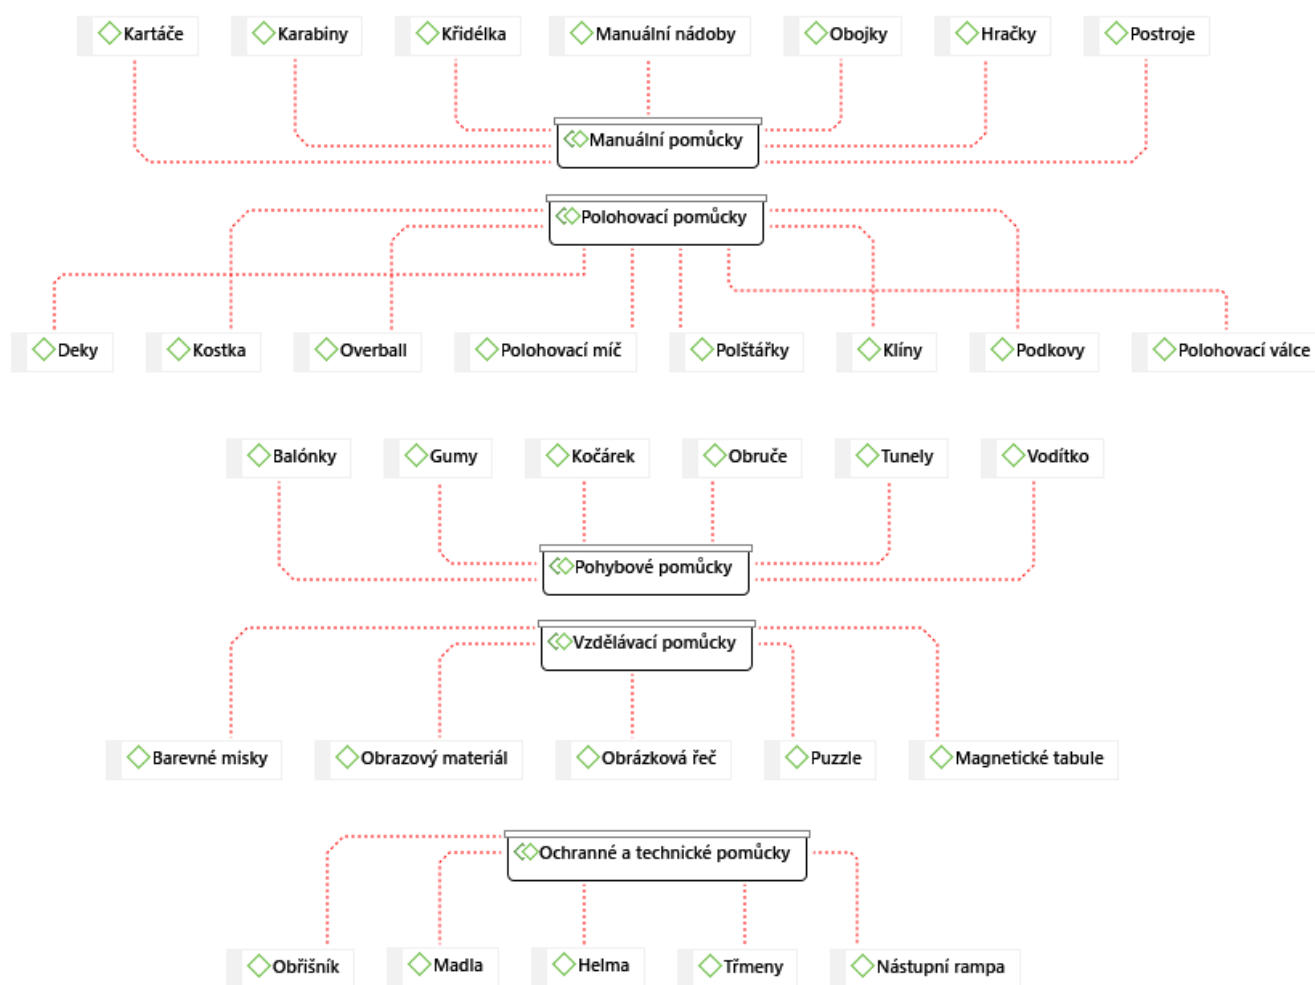 Kartáče
Karabiny
Křidélka
Manuální nádoby
Obojky
Hračky
Postroje
Manuální pomůcky
Polohovací pomůcky
Deky
Kostka
Overball
Polohovací míč
Polštářky
Klíny
Podkovy
Polohovací válce
Balónky
Gumy
Kočárek
Obruče
Tunely
Vodítko
Pohybové pomůcky
Vzdělávací pomůcky
Barevné misky
Obrazový materiál
Obrázková řeč
Puzzle
Magnetické tabule
Ochranné a technické pomůcky
Obřišník
Madla
Helma
Třmeny
Nástupní rampa